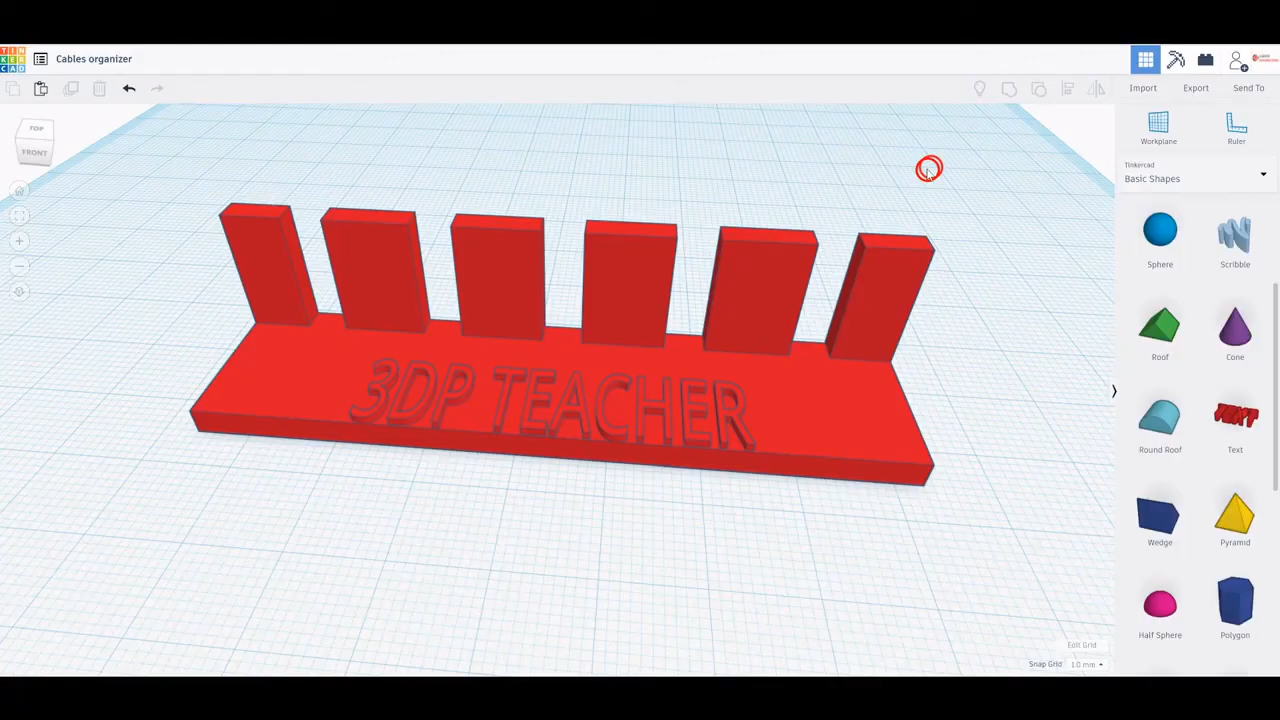 TIN
KER
CAD
Cables organizer
Import
Export
Send To
TOP
FRONT
Workplane
Ruler
Tinkercad
Basic Shapes
Sphere
Scribble
Roof
Cone
Round Roof
TEXT
Text
Wedge
Pyramid
Half Sphere
Polygon
3DP TEACHER
Edit Grid
Snap Grid 1.0 mm